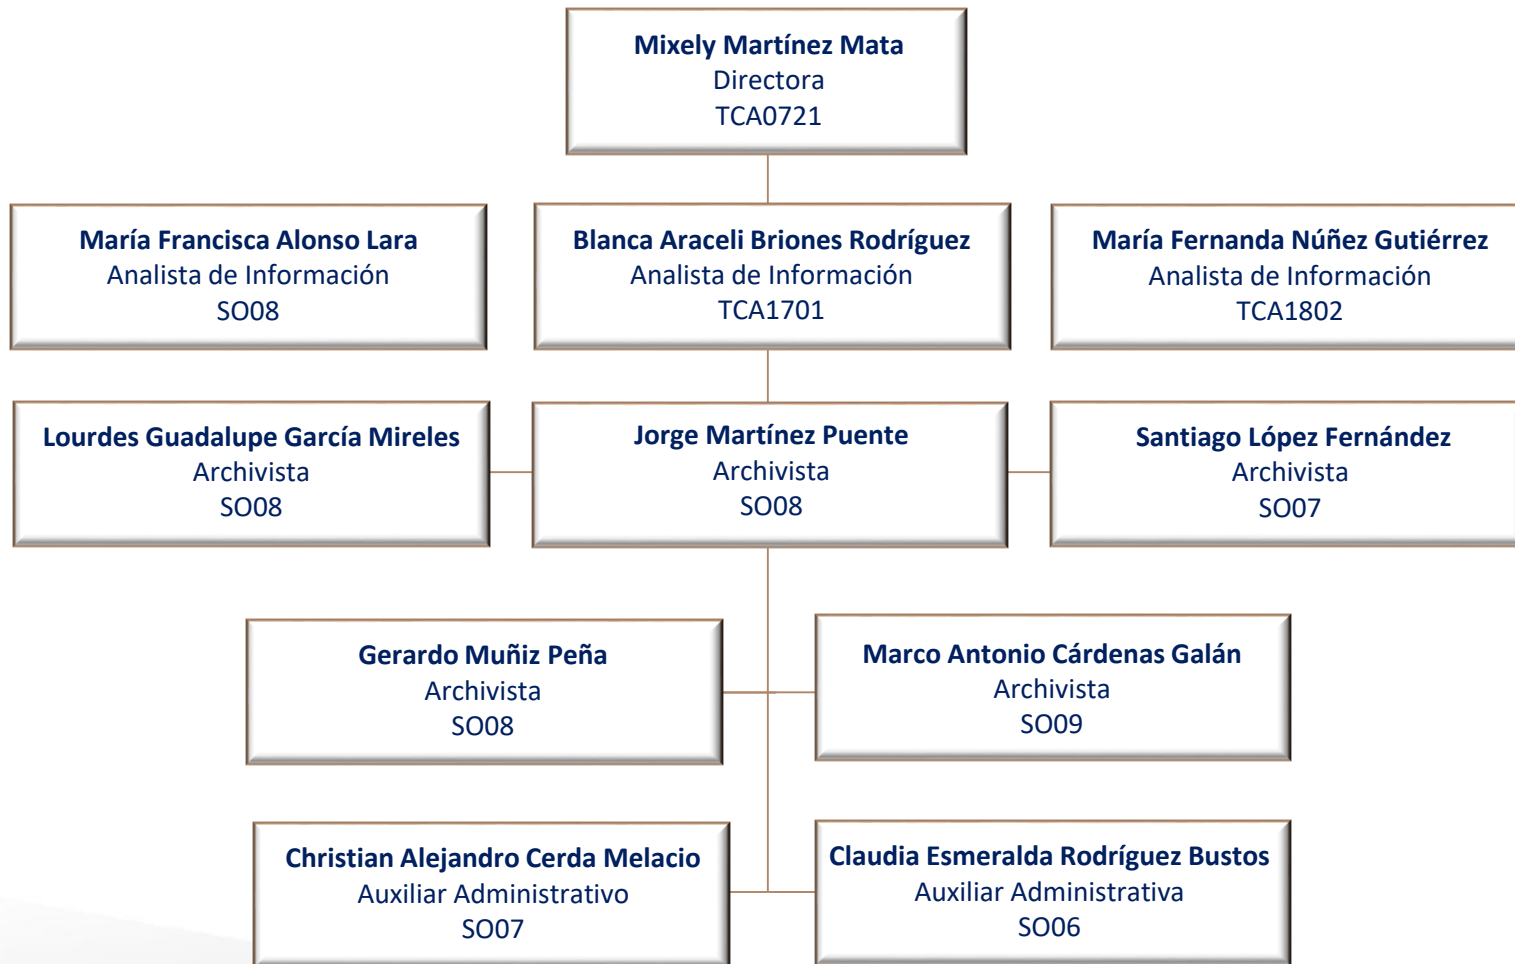 Mixely Martínez Mata
Directora
TCA0721
María Francisca Alonso Lara
Analista de Información
SO08
Blanca Araceli Briones Rodríguez
Analista de Información
TCA1701
María Fernanda Núñez Gutiérrez
Analista de Información
TCA1802
Lourdes Guadalupe García Mireles
Archivista
SO08
Jorge Martínez Puente
Archivista
SO08
Santiago López Fernández
Archivista
SO07
Gerardo Muñiz Peña
Archivista
SO08
Marco Antonio Cárdenas Galán
Archivista
SO09
Christian Alejandro Cerda Melacio
Auxiliar Administrativo
SO07
Claudia Esmeralda Rodríguez Bustos
Auxiliar Administrativa
SO06